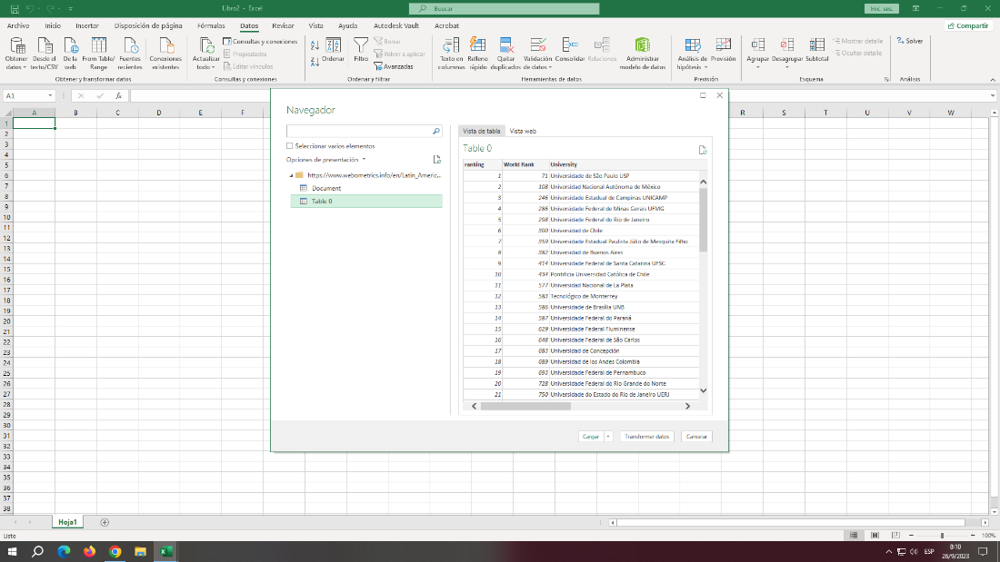 Libro2 - Excel
Buscar
Inic. ses.
Archivo Inicio Insertar Disposición de página Fórmulas Datos Revisar Vista Ayuda Autodesk Vault Acrobat
Compartir
Obtener datos
Desde el texto/CSV
De la web
From Table/ Range
Fuentes recientes
Conexiones existentes
Obtener y transformar datos
Actualizar todo
Consultas y conexiones
Propiedades
Editar vínculos
Consultas y conexiones
Ordenar
Filtro
Borrar
Volver a aplicar
Avanzadas
Ordenar y filtrar
Texto en columnas
Relleno rápido
Quitar duplicados
Validación de datos
Consolidar
Relaciones
Administrar modelo de datos
Herramientas de datos
Análisis de hipótesis
Previsión
Previsión
Agrupar
Desagrupar
Subtotal
Mostrar detalle
Ocultar detalle
Esquema
Solver
Análisis
A1
fx
A B C D E F R S T U V W
1
2
3
4
5
6
7
8
9
10
11
12
13
14
15
16
17
18
19
20
21
22
23
24
25
26
27
28
29
30
31
32
33
34
35
36
37
38
Navegador
Seleccionar varios elementos
Opciones de presentación
https://www.webometrics.info/en/Latin_Americ...
Document
Table 0
Vista de tabla Vista web
Table 0
ranking World Rank University
1 71 Universidade de São Paulo USP
2 108 Universidad Nacional Autónoma de México
3 246 Universidade Estadual de Campinas UNICAMP
4 286 Universidade Federal de Minas Gerais UFMG
5 298 Universidade Federal do Rio de Janeiro
6 300 Universidad de Chile
7 359 Universidade Estadual Paulista Júlio de Mesquita Filho
8 382 Universidad de Buenos Aires
9 414 Universidade Federal de Santa Catarina UFSC
10 434 Pontificia Universidad Católica de Chile
11 577 Universidad Nacional de La Plata
12 583 Tecnológico de Monterrey
13 586 Universidade de Brasília UNB
14 587 Universidade Federal do Paraná
15 629 Universidade Federal Fluminense
16 648 Universidade Federal de São Carlos
17 683 Universidad de Concepción
18 689 Universidad de los Andes Colombia
19 693 Universidade Federal de Pernambuco
20 728 Universidade Federal do Rio Grande do Norte
21 750 Universidade do Estado do Rio de Janeiro UERJ
Cargar
Transformar datos
Cancelar
Hoja1
Listo
100%
ESP
8:10
26/9/2023